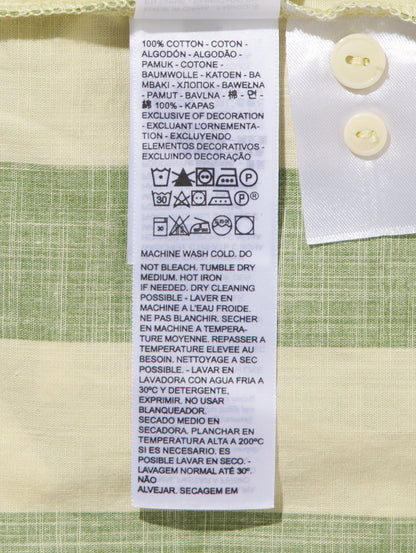 100% COTTON - COTON -
ALGODÓN - ALGODÃO -
PAMUK - COTONE -
BAUMWOLLE - KATOEN - BA
MBAKI - ХЛОПОК - BAWEŁNA
- PAMUT - BAVLNA - 棉 - 면 -
綿 100% - KAPAS
EXCLUSIVE OF DECORATION
- EXCLUANT L'ORNEMENTA-
TION - EXCLUYENDO
ELEMENTOS DECORATIVOS -
EXCLUINDO DECORAÇÃO
P
30 P
MACHINE WASH COLD. DO
NOT BLEACH. TUMBLE DRY
MEDIUM. HOT IRON
IF NEEDED. DRY CLEANING
POSSIBLE - LAVER EN
MACHINE A L'EAU FROIDE.
NE PAS BLANCHIR. SECHER
EN MACHINE A TEMPERA-
TURE MOYENNE. REPASSER A
TEMPERATURE ELEVEE AU
BESOIN. NETTOYAGE A SEC
POSSIBLE. - LAVAR EN
LAVADORA CON AGUA FRIA A
30ºC Y DETERGENTE,
EXPRIMIR. NO USAR
BLANQUEADOR.
SECADO MEDIO EN
SECADORA. PLANCHAR EN
TEMPERATURA ALTA A 200ºC
SI ES NECESARIO. ES
POSIBLE LAVAR EN SECO. -
LAVAGEM NORMAL ATÉ 30º.
NÃO
ALVEJAR. SECAGEM EM